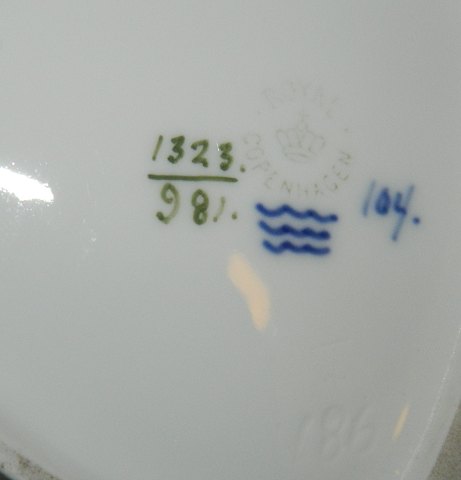 ROYAL
COPENHAGEN
1323.
981.
104.
186